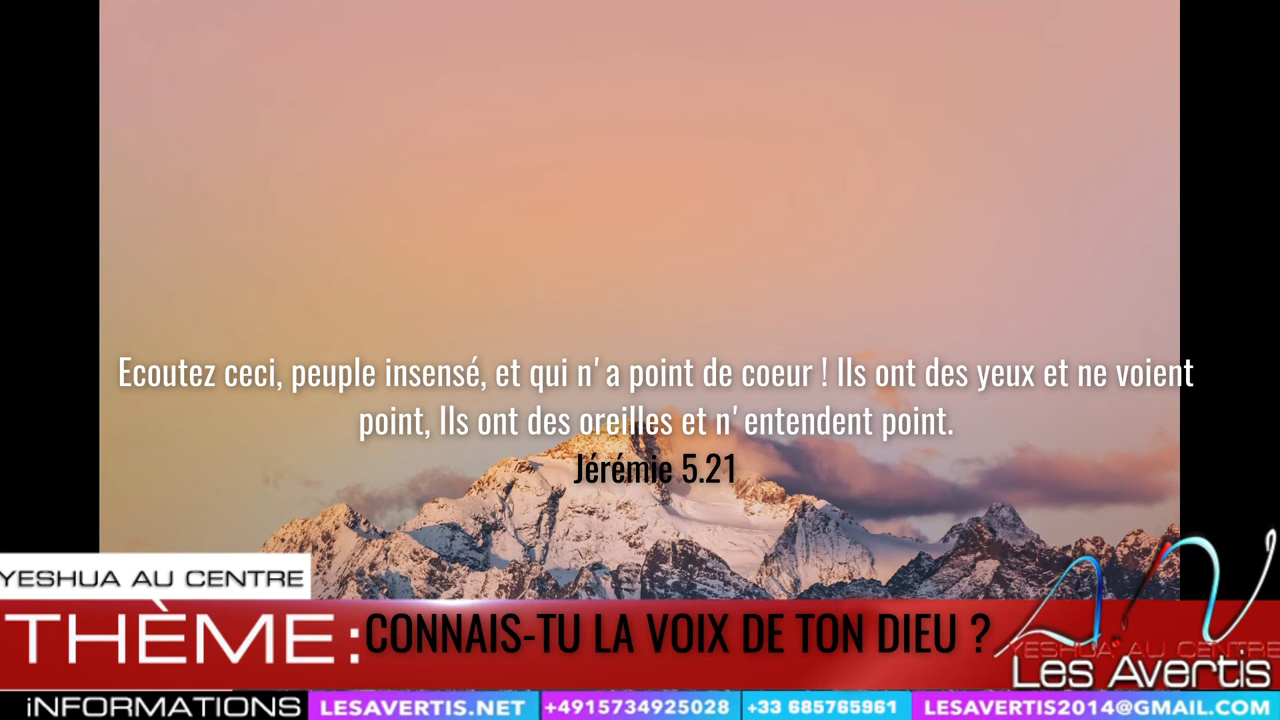 Ecoutez ceci, peuple insensé, et qui n'a point de coeur ! Ils ont des yeux et ne voient
point, Ils ont des oreilles et n'entendent point.
Jérémie 5.21
YESHUA AU CENTRE
THÈME: CONNAIS-TU LA VOIX DE TON DIEU ?
YESHUA AU CENTRE
Les Avertis
iNFORMATIONS LESAVERTIS.NET +4915734925028 +33 685765961 LESAVERTIS2014@GMAIL.COM